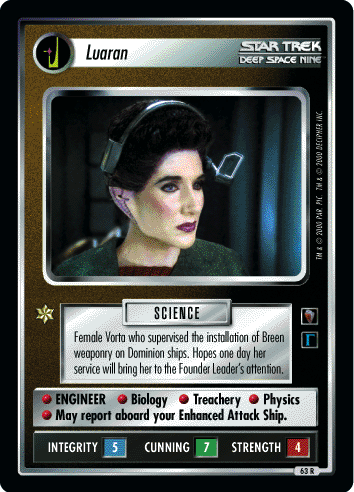 Luaran
STAR TREK
DEEP SPACE NINE
TM & © 2000 PAR. PIC. TM & © 2000 DECIPHER INC.
SCIENCE
Female Vorta who supervised the installation of Breen
weaponry on Dominion ships. Hopes one day her
service will bring her to the Founder Leader's attention.
• ENGINEER • Biology • Treachery • Physics
• May report aboard your Enhanced Attack Ship.
INTEGRITY 5 CUNNING 7 STRENGTH 4
63 R